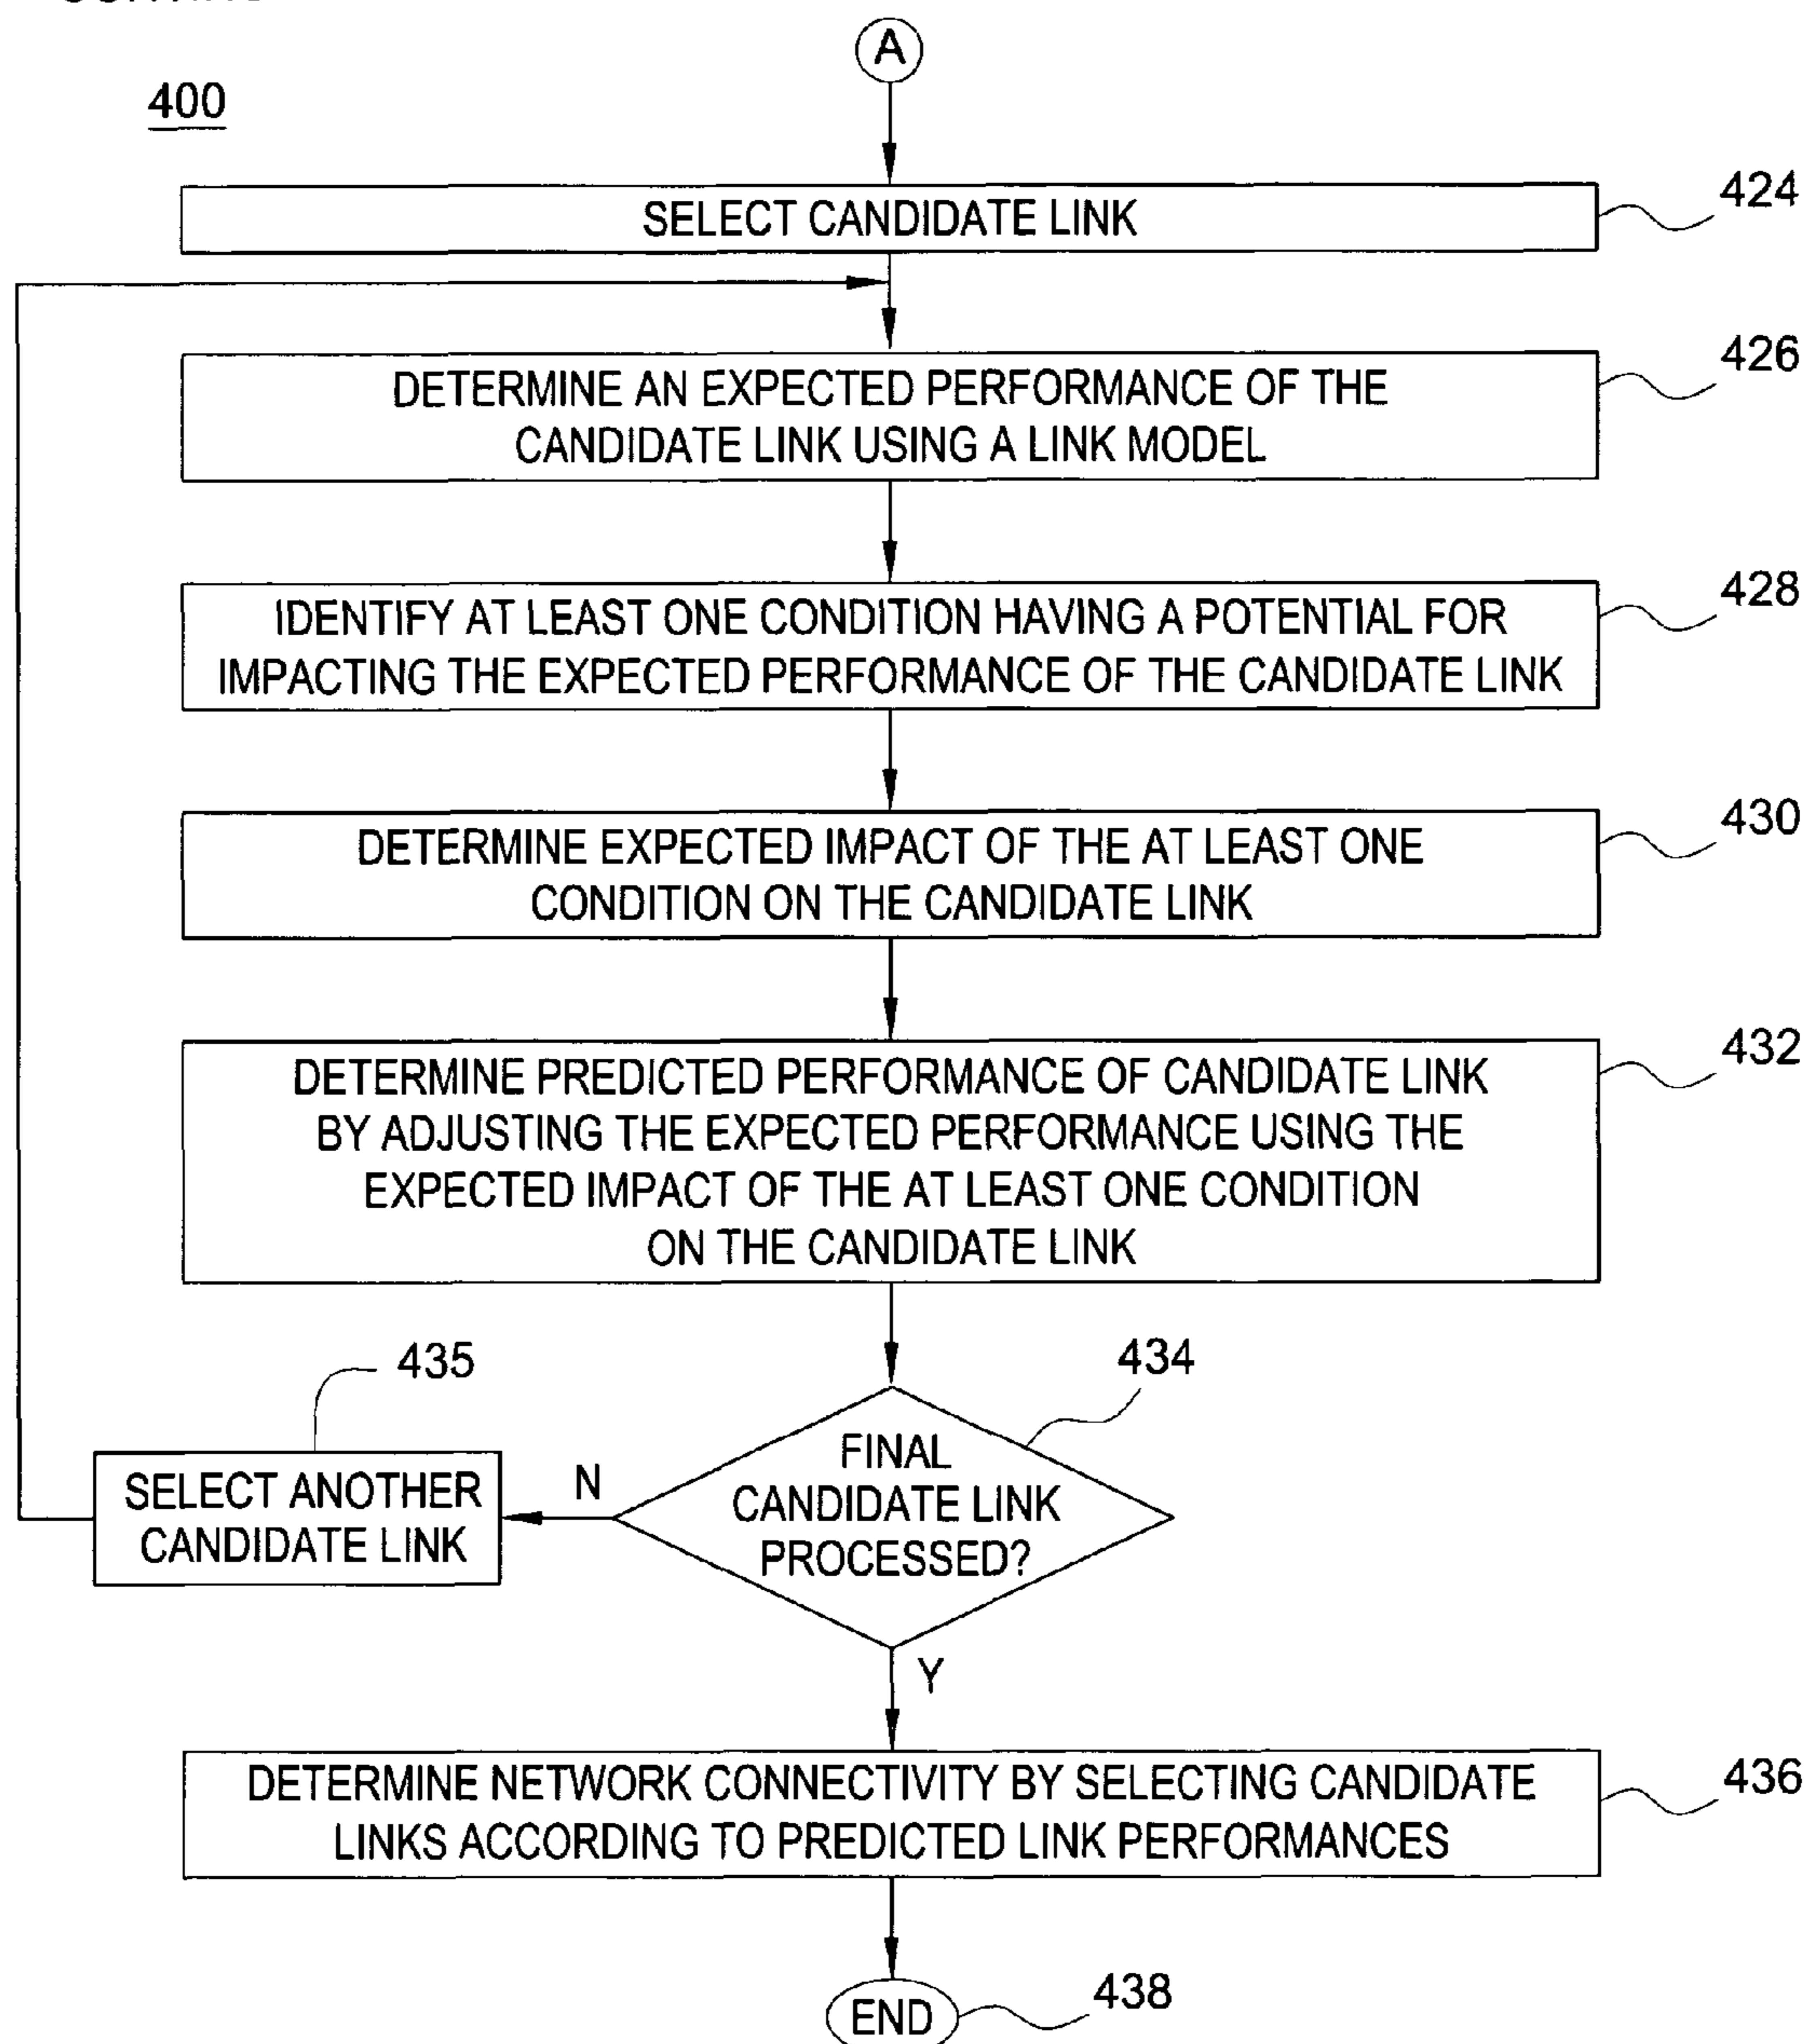 A
400
SELECT CANDIDATE LINK
424
DETERMINE AN EXPECTED PERFORMANCE OF THE
CANDIDATE LINK USING A LINK MODEL
426
IDENTIFY AT LEAST ONE CONDITION HAVING A POTENTIAL FOR
IMPACTING THE EXPECTED PERFORMANCE OF THE CANDIDATE LINK
428
DETERMINE EXPECTED IMPACT OF THE AT LEAST ONE
CONDITION ON THE CANDIDATE LINK
430
DETERMINE PREDICTED PERFORMANCE OF CANDIDATE LINK
BY ADJUSTING THE EXPECTED PERFORMANCE USING THE
EXPECTED IMPACT OF THE AT LEAST ONE CONDITION
ON THE CANDIDATE LINK
432
435
434
SELECT ANOTHER
CANDIDATE LINK
N
FINAL
CANDIDATE LINK
PROCESSED?
Y
DETERMINE NETWORK CONNECTIVITY BY SELECTING CANDIDATE
LINKS ACCORDING TO PREDICTED LINK PERFORMANCES
436
END
438